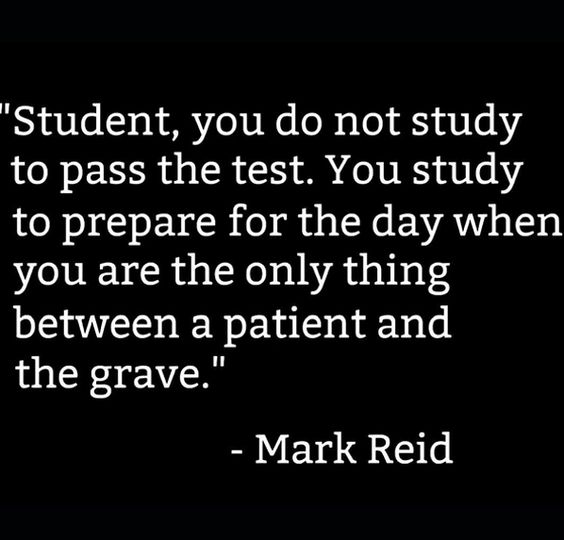 "Student, you do not study
to pass the test. You study
to prepare for the day when
you are the only thing
between a patient and
the grave."
- Mark Reid